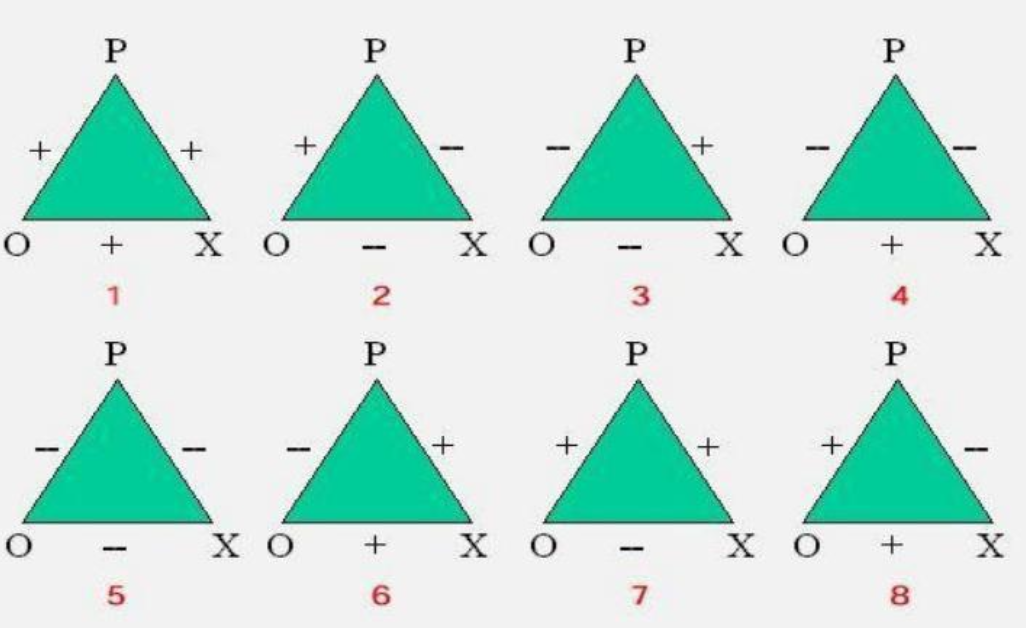 P P P P
+ + + -- -- + -- --
O + X O -- X O -- X O + X
1 2 3 4
P P P P
-- -- -- + + + + --
O -- X O + X O -- X O + X
5 6 7 8